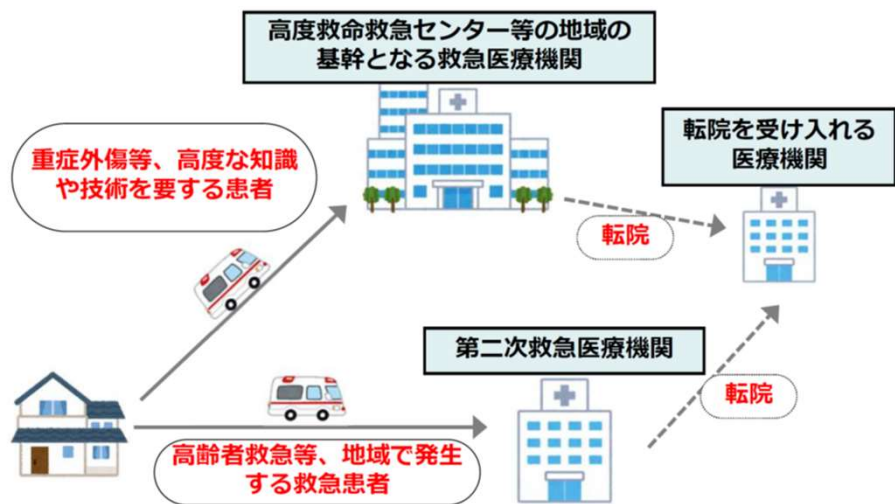 高度救命救急センター等の地域の
基幹となる救急医療機関
転院を受け入れる
医療機関
重症外傷等、高度な知識
や技術を要する患者
転院
第二次救急医療機関
転院
高齢者救急等、地域で発生
する救急患者